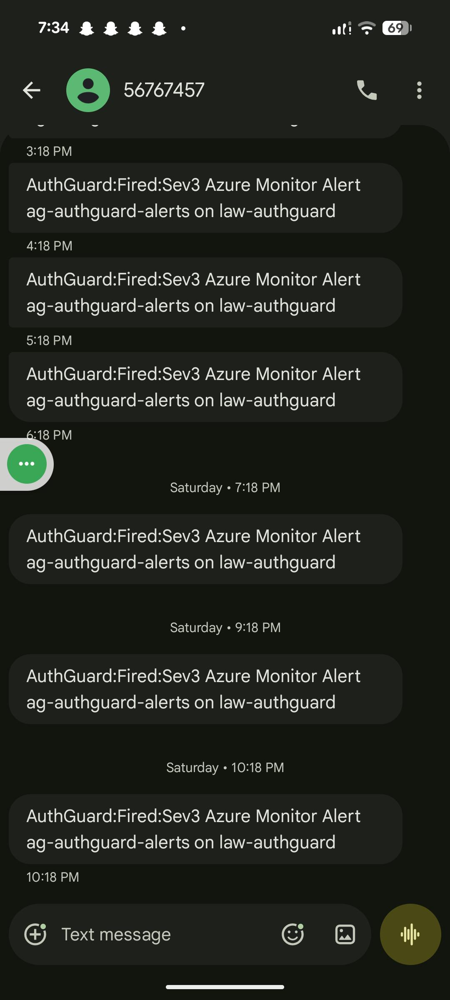 7:34
69
56767457
3:18 PM
AuthGuard:Fired:Sev3 Azure Monitor Alert
ag-authguard-alerts on law-authguard
4:18 PM
AuthGuard:Fired:Sev3 Azure Monitor Alert
ag-authguard-alerts on law-authguard
5:18 PM
AuthGuard:Fired:Sev3 Azure Monitor Alert
ag-authguard-alerts on law-authguard
6:18 PM
Saturday • 7:18 PM
AuthGuard:Fired:Sev3 Azure Monitor Alert
ag-authguard-alerts on law-authguard
Saturday • 9:18 PM
AuthGuard:Fired:Sev3 Azure Monitor Alert
ag-authguard-alerts on law-authguard
Saturday • 10:18 PM
AuthGuard:Fired:Sev3 Azure Monitor Alert
ag-authguard-alerts on law-authguard
10:18 PM
Text message